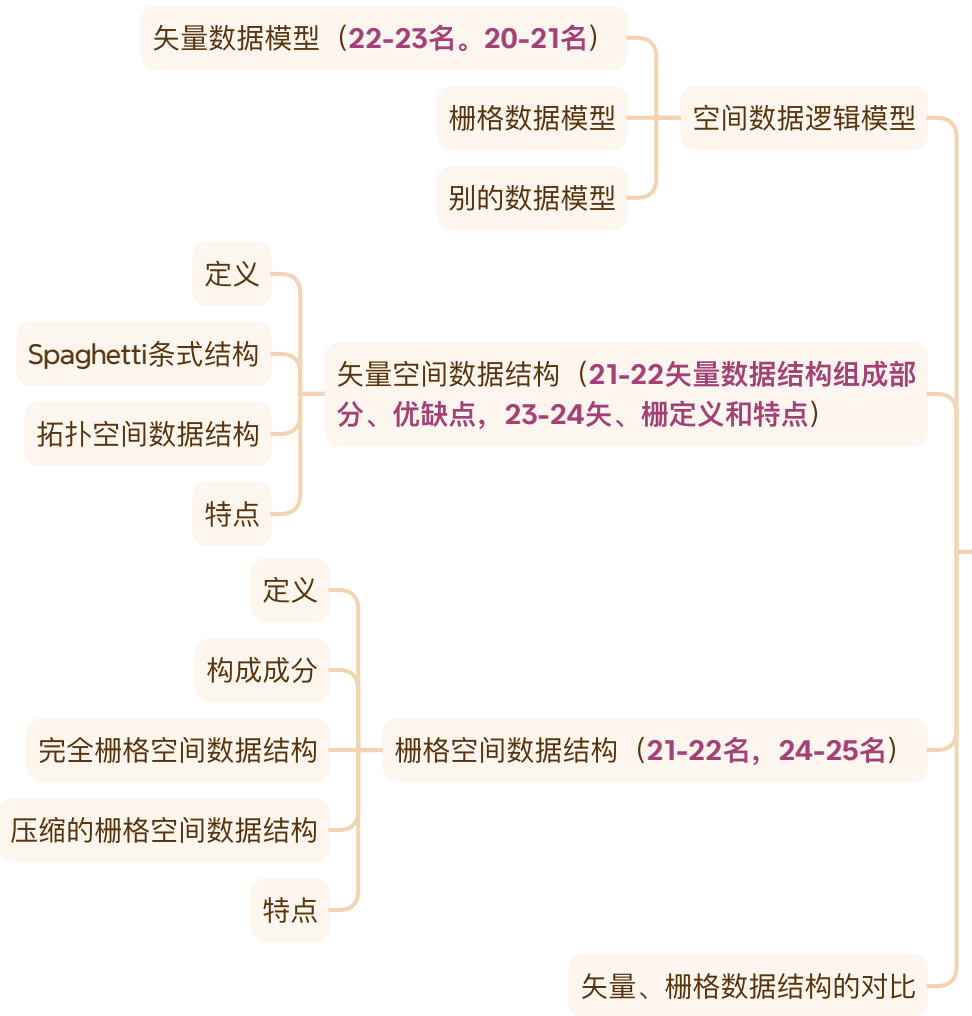 矢量数据模型（22-23名。20-21名）
栅格数据模型
空间数据逻辑模型
别的数据模型
定义
Spaghetti条式结构
拓扑空间数据结构
特点
矢量空间数据结构（21-22矢量数据结构组成部
分、优缺点，23-24矢、栅定义和特点）
定义
构成成分
完全栅格空间数据结构
压缩的栅格空间数据结构
特点
栅格空间数据结构（21-22名，24-25名）
矢量、栅格数据结构的对比